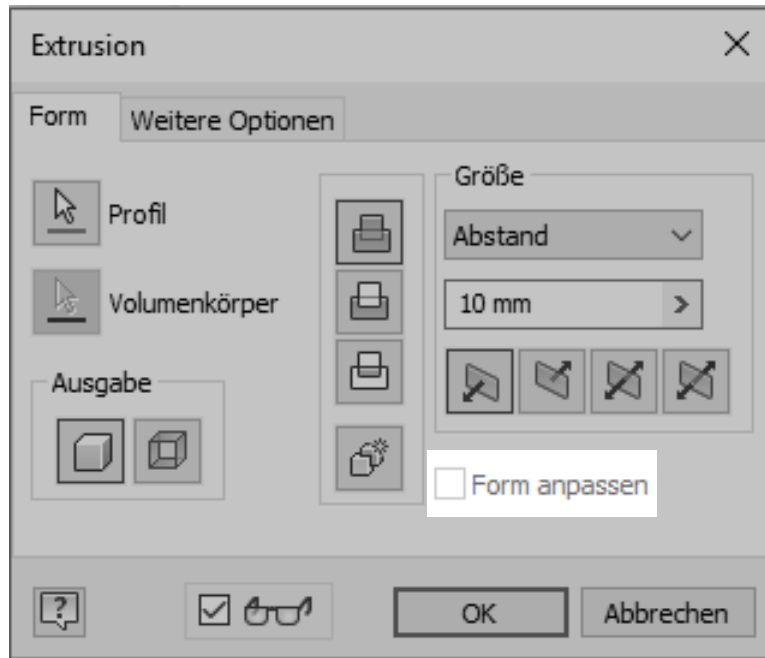 Extrusion
Form
Weitere Optionen
Profil
Volumenkörper
Ausgabe
Größe
Abstand
10 mm
Form anpassen
OK
Abbrechen